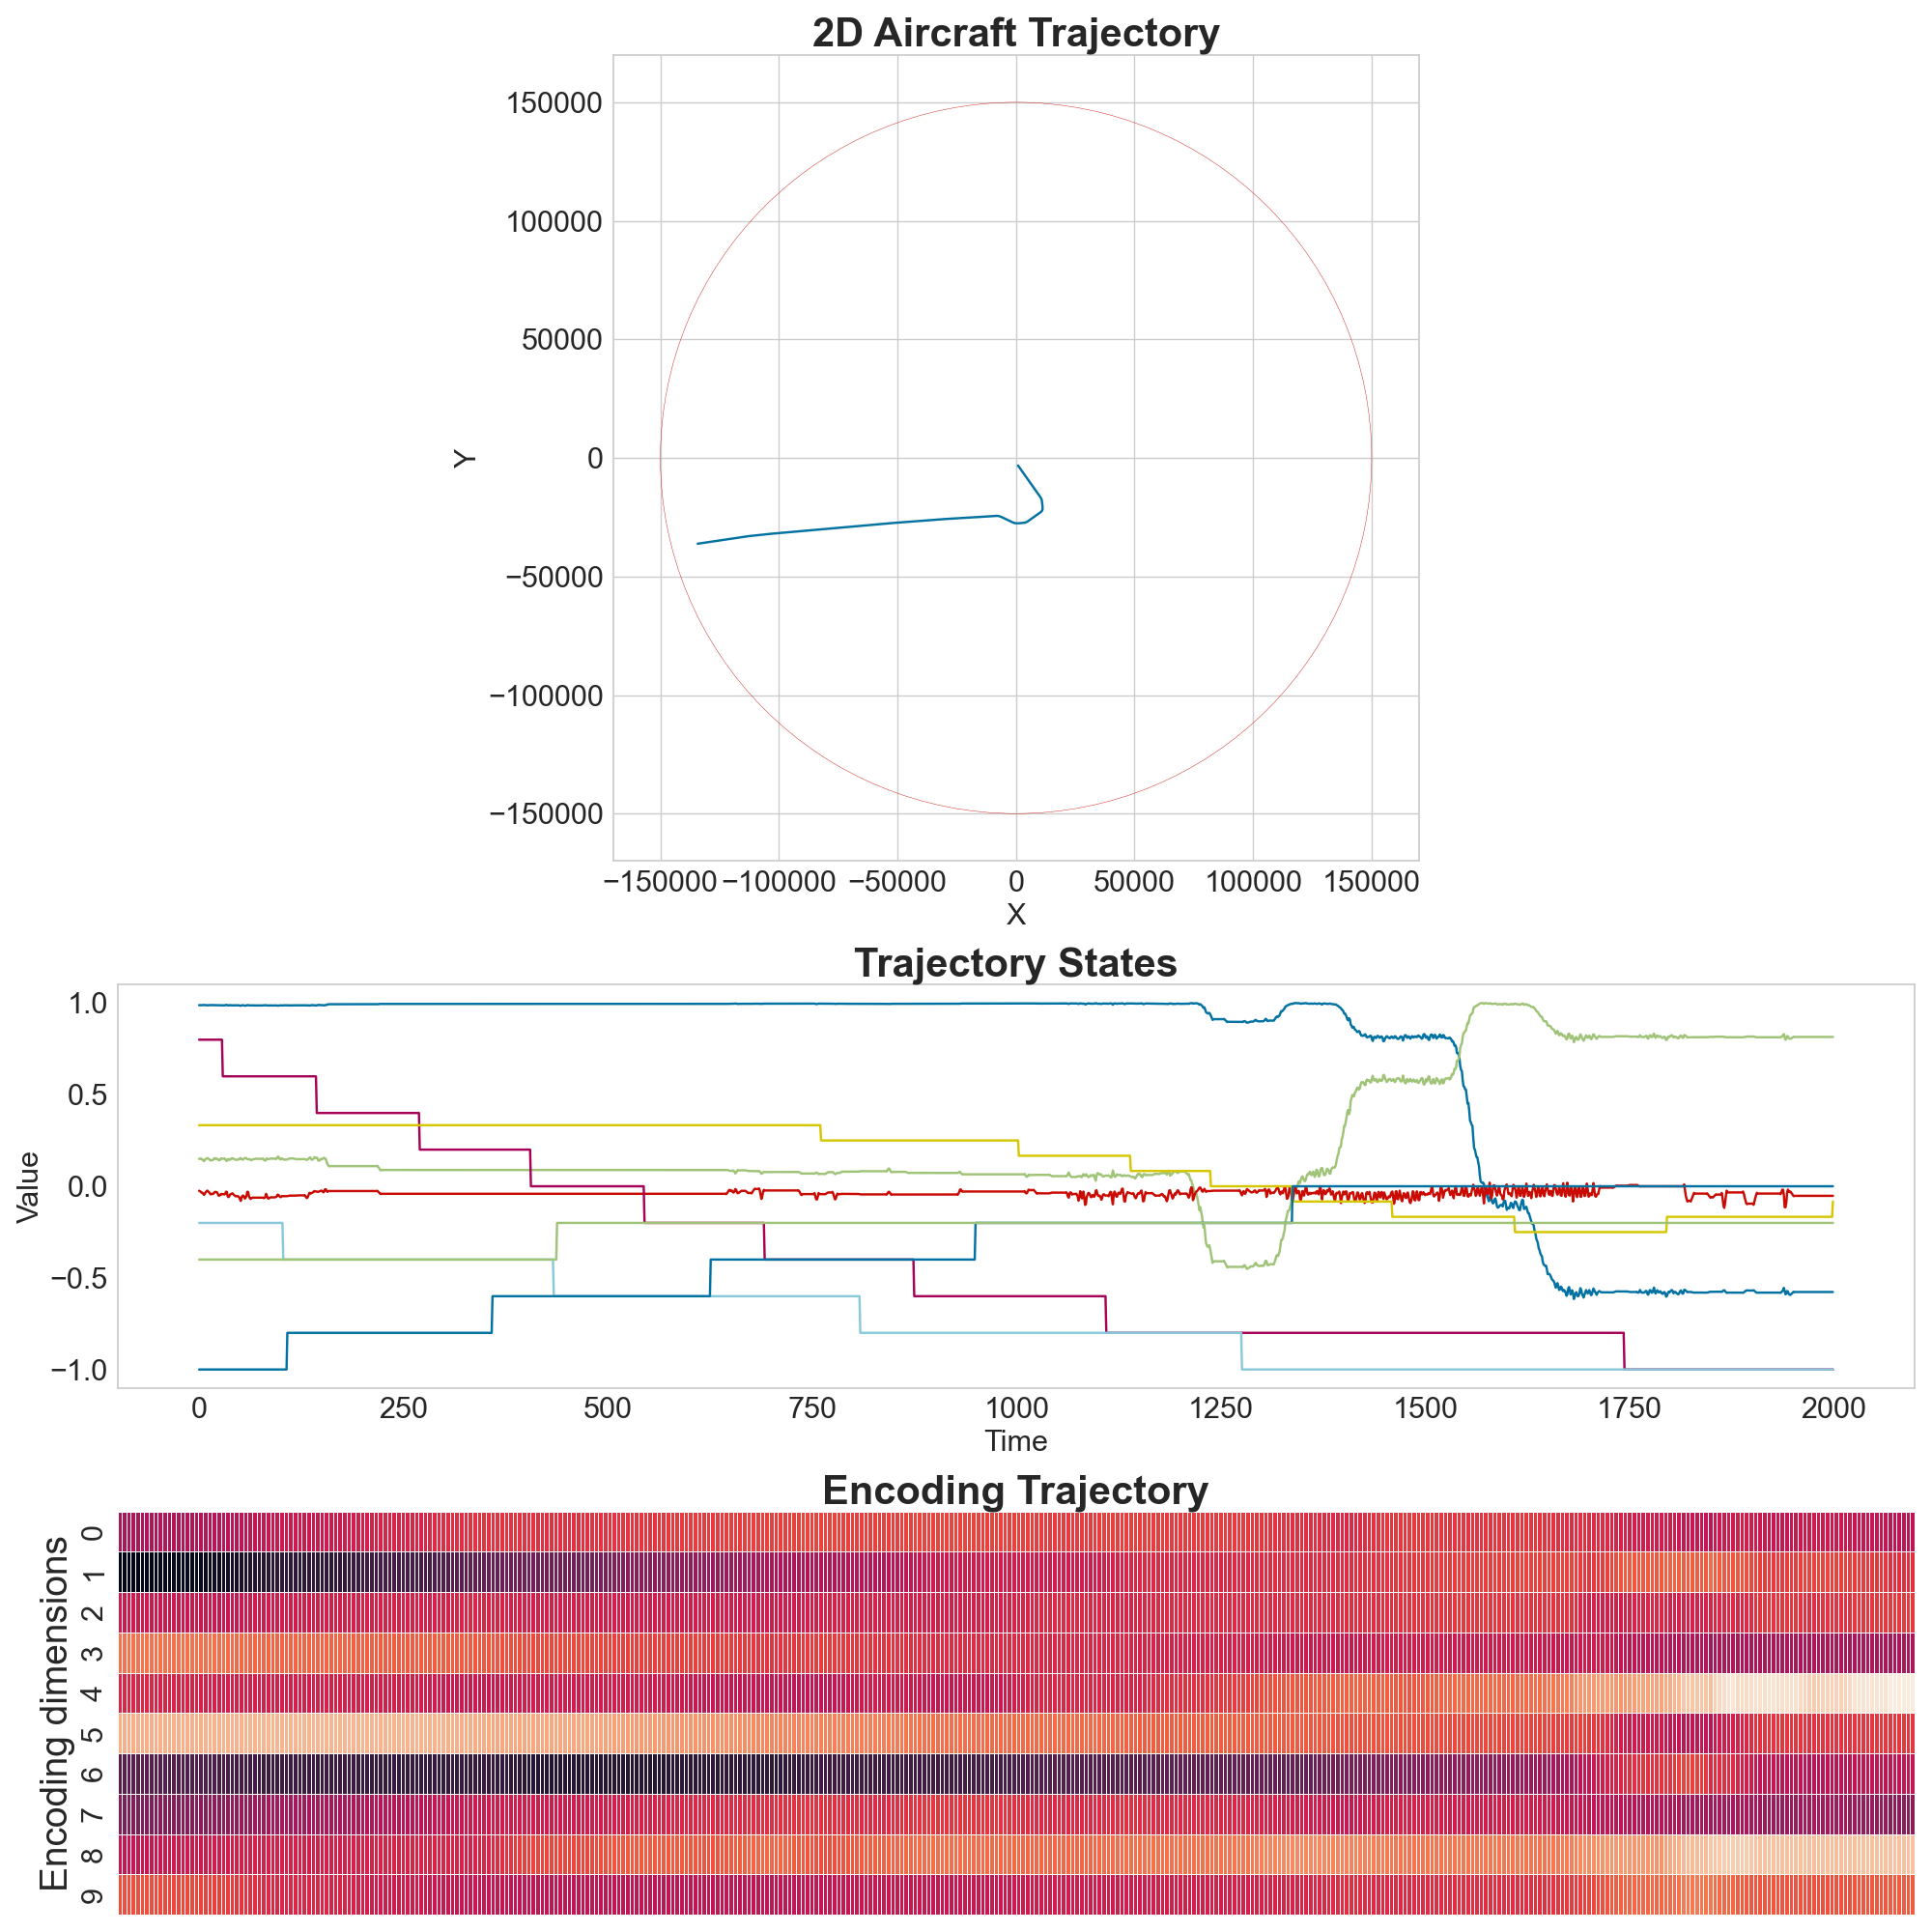 2D Aircraft Trajectory
150000
100000
50000
0
−50000
−100000
−150000
Y
−150000 −100000 −50000 0 50000 100000 150000
X
Trajectory States
1.0
0.5
0.0
−0.5
−1.0
Value
0 250 500 750 1000 1250 1500 1750 2000
Time
Encoding Trajectory
Encoding dimensions
0
1
2
3
4
5
6
7
8
9